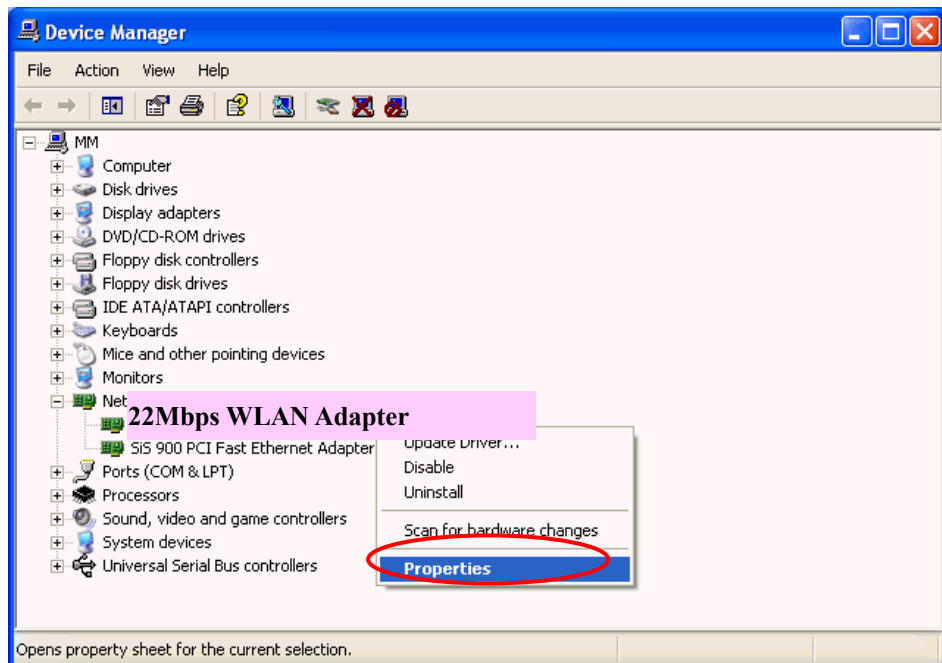 Device Manager
File Action View Help
MM
Computer
Disk drives
Display adapters
DVD/CD-ROM drives
Floppy disk controllers
Floppy disk drives
IDE ATA/ATAPI controllers
Keyboards
Mice and other pointing devices
Monitors
Net
22Mbps WLAN Adapter
Update Driver...
SiS 900 PCI Fast Ethernet Adapter
Disable
Ports (COM & LPT)
Uninstall
Processors
Sound, video and game controllers
Scan for hardware changes
System devices
Universal Serial Bus controllers
Properties
Opens property sheet for the current selection.